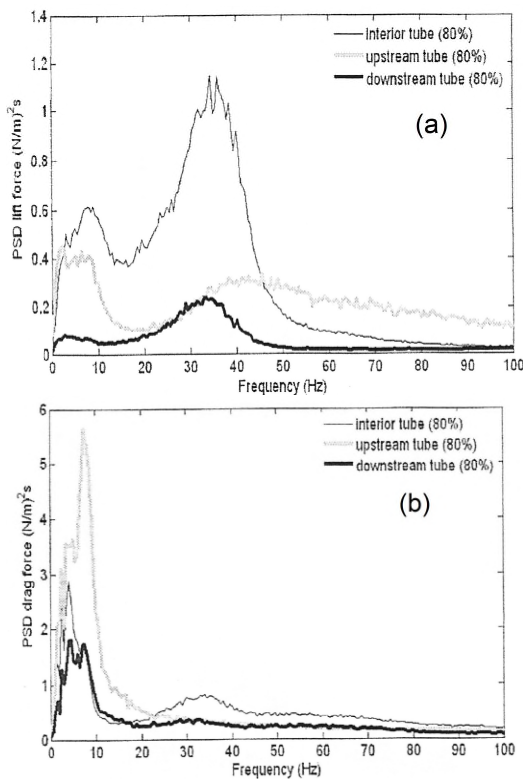 1.4
1.2
1
0.8
0.6
0.4
0.2
0
PSD lift force (N/m)²s
interior tube (80%)
upstream tube (80%)
downstream tube (80%)
(a)
0 10 20 30 40 50 60 70 80 90 100
Frequency (Hz)
6
5
4
3
2
1
0
PSD drag force (N/m)²s
interior tube (80%)
upstream tube (80%)
downstream tube (80%)
(b)
0 10 20 30 40 50 60 70 80 90 100
Frequency (Hz)